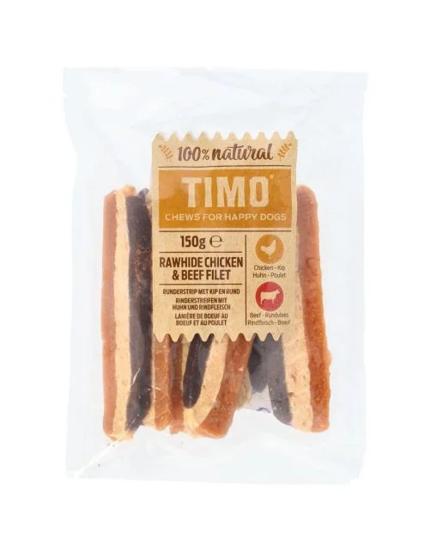 100% natural
TIMO
CHEWS FOR HAPPY DOGS
150g ℮
RAWHIDE CHICKEN
& BEEF FILET
RUNDERSTRIP MET KIP EN RUND
RINDERSTREIFEN MIT
HUHN UND RINDFLEISCH
LANIÈRE DE BOEUF AU
BOEUF ET AU POULET
Chicken - Kip
Huhn - Poulet
Beef - Rundvlees
Rindfleisch - Boeuf